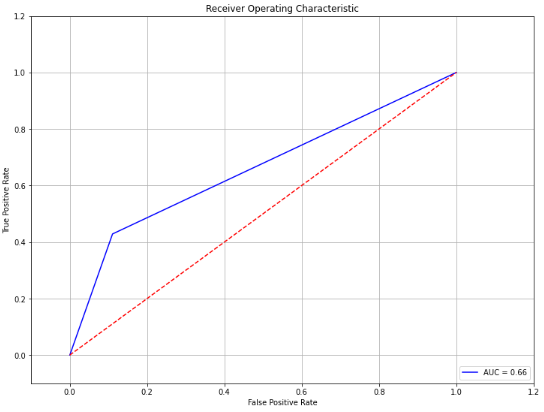 Receiver Operating Characteristic
1.2
1.0
0.8
0.6
0.4
0.2
0.0
True Positive Rate
AUC = 0.66
0.0 0.2 0.4 0.6 0.8 1.0 1.2
False Positive Rate